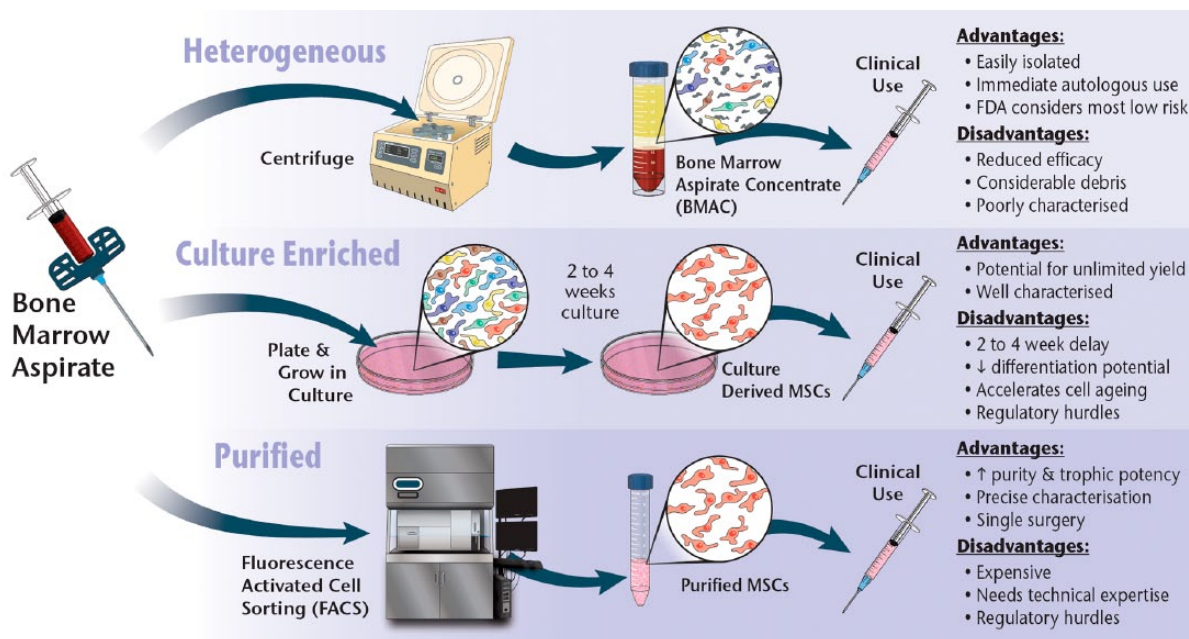 Bone
Marrow
Aspirate
Heterogeneous
Centrifuge
Bone Marrow
Aspirate Concentrate
(BMAC)
Clinical
Use
Advantages:
• Easily isolated
• Immediate autologous use
• FDA considers most low risk
Disadvantages:
• Reduced efficacy
• Considerable debris
• Poorly characterised
Culture Enriched
Plate &
Grow in
Culture
2 to 4
weeks
culture
Culture
Derived MSCs
Clinical
Use
Advantages:
• Potential for unlimited yield
• Well characterised
Disadvantages:
• 2 to 4 week delay
• ↓ differentiation potential
• Accelerates cell ageing
• Regulatory hurdles
Purified
Fluorescence
Activated Cell
Sorting (FACS)
Purified MSCs
Clinical
Use
Advantages:
• ↑ purity & trophic potency
• Precise characterisation
• Single surgery
Disadvantages:
• Expensive
• Needs technical expertise
• Regulatory hurdles